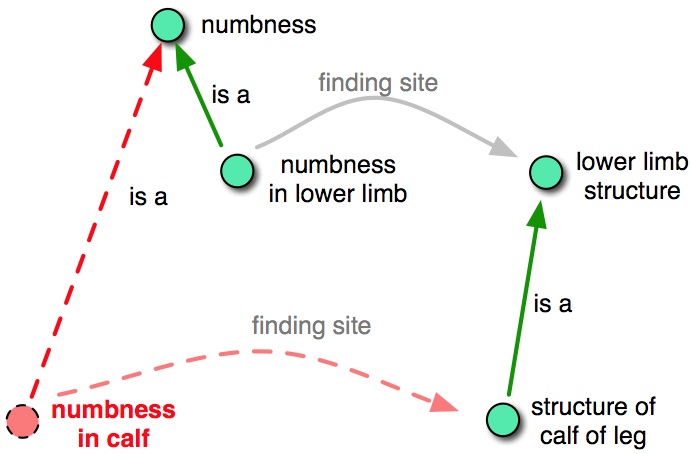 numbness
is a
finding site
numbness
in lower limb
lower limb
structure
is a
is a
finding site
numbness
in calf
structure of
calf of leg